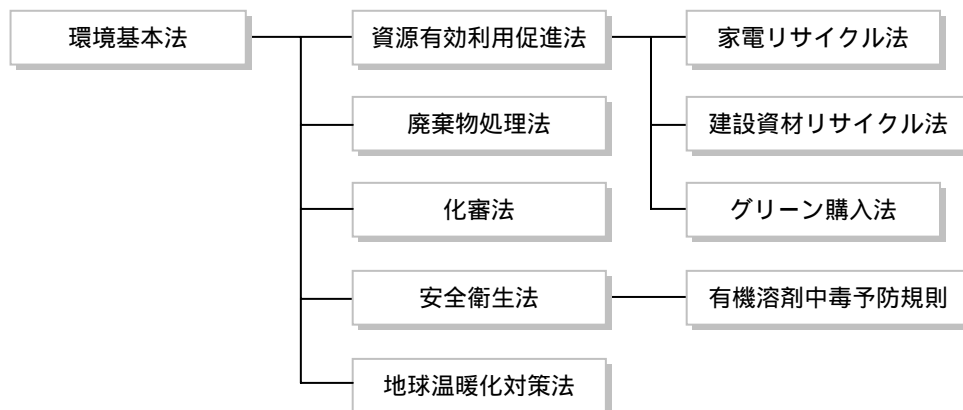 環境基本法
資源有効利用促進法
家電リサイクル法
廃棄物処理法
建設資材リサイクル法
化審法
グリーン購入法
安全衛生法
有機溶剤中毒予防規則
地球温暖化対策法